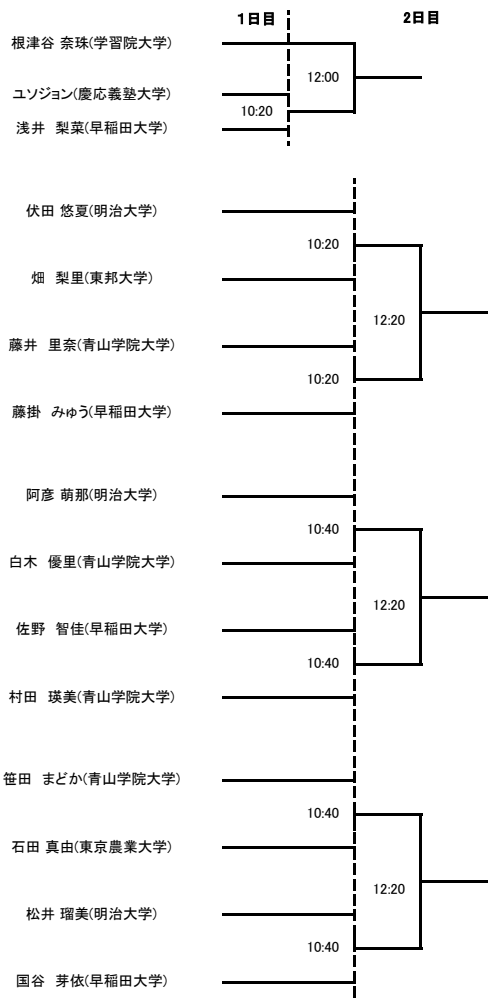 1日目 2日目
根津谷 奈珠(学習院大学)
12:00
ユソジョン(慶応義塾大学)
10:20
浅井 梨菜(早稲田大学)
伏田 悠夏(明治大学)
10:20
畑 梨里(東邦大学)
12:20
藤井 里奈(青山学院大学)
10:20
藤掛 みゅう(早稲田大学)
阿彦 萌那(明治大学)
10:40
白木 優里(青山学院大学)
12:20
佐野 智佳(早稲田大学)
10:40
村田 瑛美(青山学院大学)
笹田 まどか(青山学院大学)
10:40
石田 真由(東京農業大学)
12:20
松井 瑠美(明治大学)
10:40
国谷 芽依(早稲田大学)